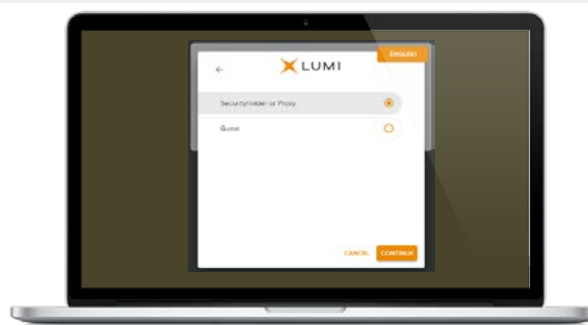 ENGLISH
LUMI
Securityholder or Proxy
Guest
CANCEL CONTINUE